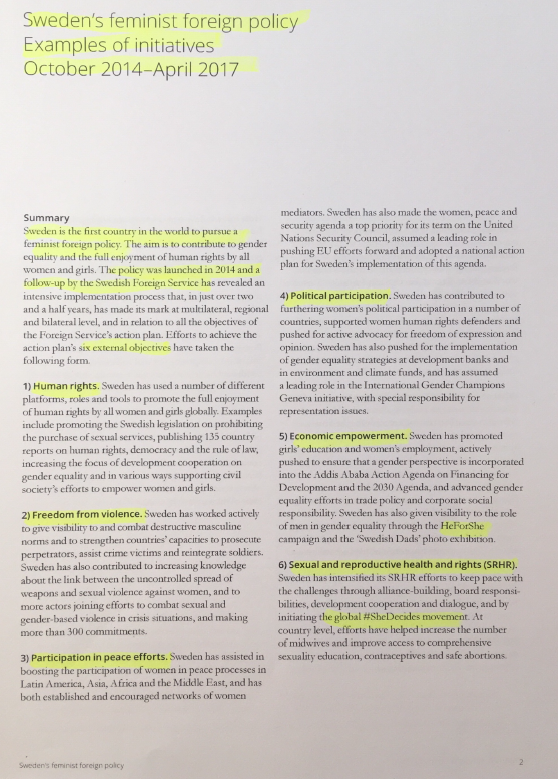 Sweden's feminist foreign policy
Examples of initiatives
October 2014–April 2017
Summary
Sweden is the first country in the world to pursue a
feminist foreign policy. The aim is to contribute to gender
equality and the full enjoyment of human rights by all
women and girls. The policy was launched in 2014 and a
follow-up by the Swedish Foreign Service has revealed an
intensive implementation process that, in just over two
and a half years, has made its mark at multilateral, regional
and bilateral level, and in relation to all the objectives of
the Foreign Service's action plan. Efforts to achieve the
action plan's six external objectives have taken the
following form.
1) Human rights. Sweden has used a number of different
platforms, roles and tools to promote the full enjoyment
of human rights by all women and girls globally. Examples
include promoting the Swedish legislation on prohibiting
the purchase of sexual services, publishing 135 country
reports on human rights, democracy and the rule of law,
increasing the focus of development cooperation on
gender equality and in various ways supporting civil
society's efforts to empower women and girls.
2) Freedom from violence. Sweden has worked actively
to give visibility to and combat destructive masculine
norms and to strengthen countries' capacities to prosecute
perpetrators, assist crime victims and reintegrate soldiers.
Sweden has also contributed to increasing knowledge
about the link between the uncontrolled spread of
weapons and sexual violence against women, and to
more actors joining efforts to combat sexual and
gender-based violence in crisis situations, and making
more than 300 commitments.
3) Participation in peace efforts. Sweden has assisted in
boosting the participation of women in peace processes in
Latin America, Asia, Africa and the Middle East, and has
both established and encouraged networks of women
mediators. Sweden has also made the women, peace and
security agenda a top priority for its term on the United
Nations Security Council, assumed a leading role in
pushing EU efforts forward and adopted a national action
plan for Sweden's implementation of this agenda.
4) Political participation. Sweden has contributed to
furthering women's political participation in a number of
countries, supported women human rights defenders and
pushed for active advocacy for freedom of expression and
opinion. Sweden has also pushed for the implementation
of gender equality strategies at development banks and
in environment and climate funds, and has assumed
a leading role in the International Gender Champions
Geneva initiative, with special responsibility for
representation issues.
5) Economic empowerment. Sweden has promoted
girls' education and women's employment, actively
pushed to ensure that a gender perspective is incorporated
into the Addis Ababa Action Agenda on Financing for
Development and the 2030 Agenda, and advanced gender
equality efforts in trade policy and corporate social
responsibility. Sweden has also given visibility to the role
of men in gender equality through the HeForShe
campaign and the 'Swedish Dads' photo exhibition.
6) Sexual and reproductive health and rights (SRHR).
Sweden has intensified its SRHR efforts to keep pace with
the challenges through alliance-building, board responsi-
bilities, development cooperation and dialogue, and by
initiating the global #SheDecides movement. At
country level, efforts have helped increase the number
of midwives and improve access to comprehensive
sexuality education, contraceptives and safe abortions.
Sweden's feminist foreign policy
2